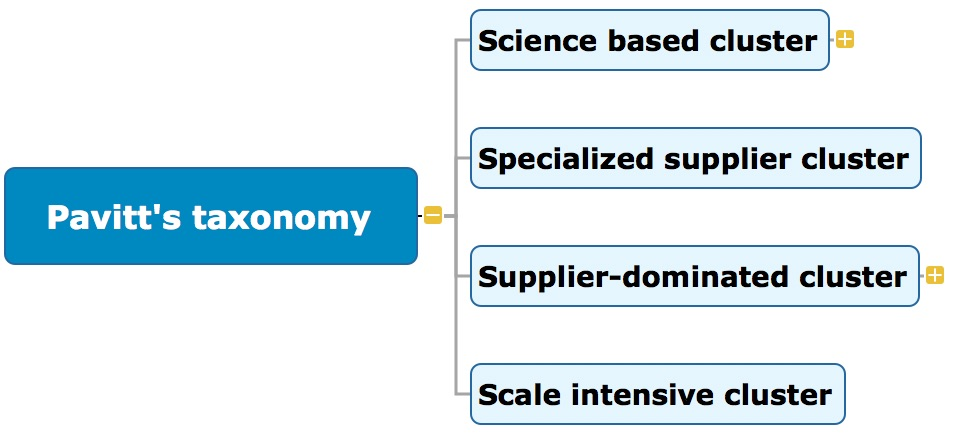 Science based cluster
Specialized supplier cluster
Pavitt's taxonomy
Supplier-dominated cluster
Scale intensive cluster